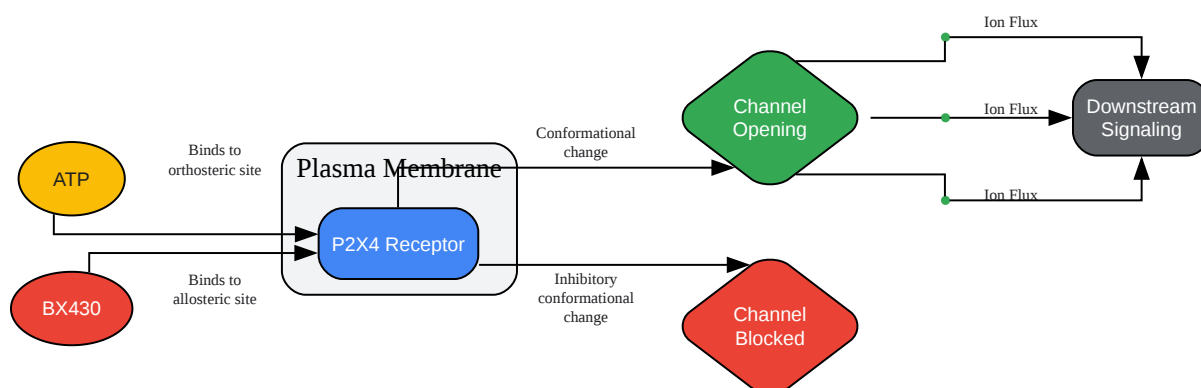 Ion Flux
Channel
Opening
Ion Flux
Downstream
Signaling
Conformational
change
Binds to
orthosteric site
Plasma Membrane
ATP
Ion Flux
P2X4 Receptor
Binds to
allosteric site
Inhibitory
conformational
change
BX430
Channel
Blocked